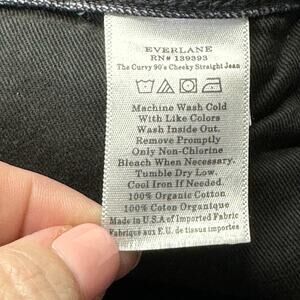 EVERLANE
RN# 139393
The Curvy 90's Cheeky Straight Jean
Machine Wash Cold
With Like Colors
Wash Inside Out.
Remove Promptly
Only Non-Chlorine
Bleach When Necessary.
Tumble Dry Low.
Cool Iron If Needed.
100% Organic Cotton
100% Coton Organique
Made in U.S.A of Imported Fabric
Fabrique aux E.U. de tissus importes